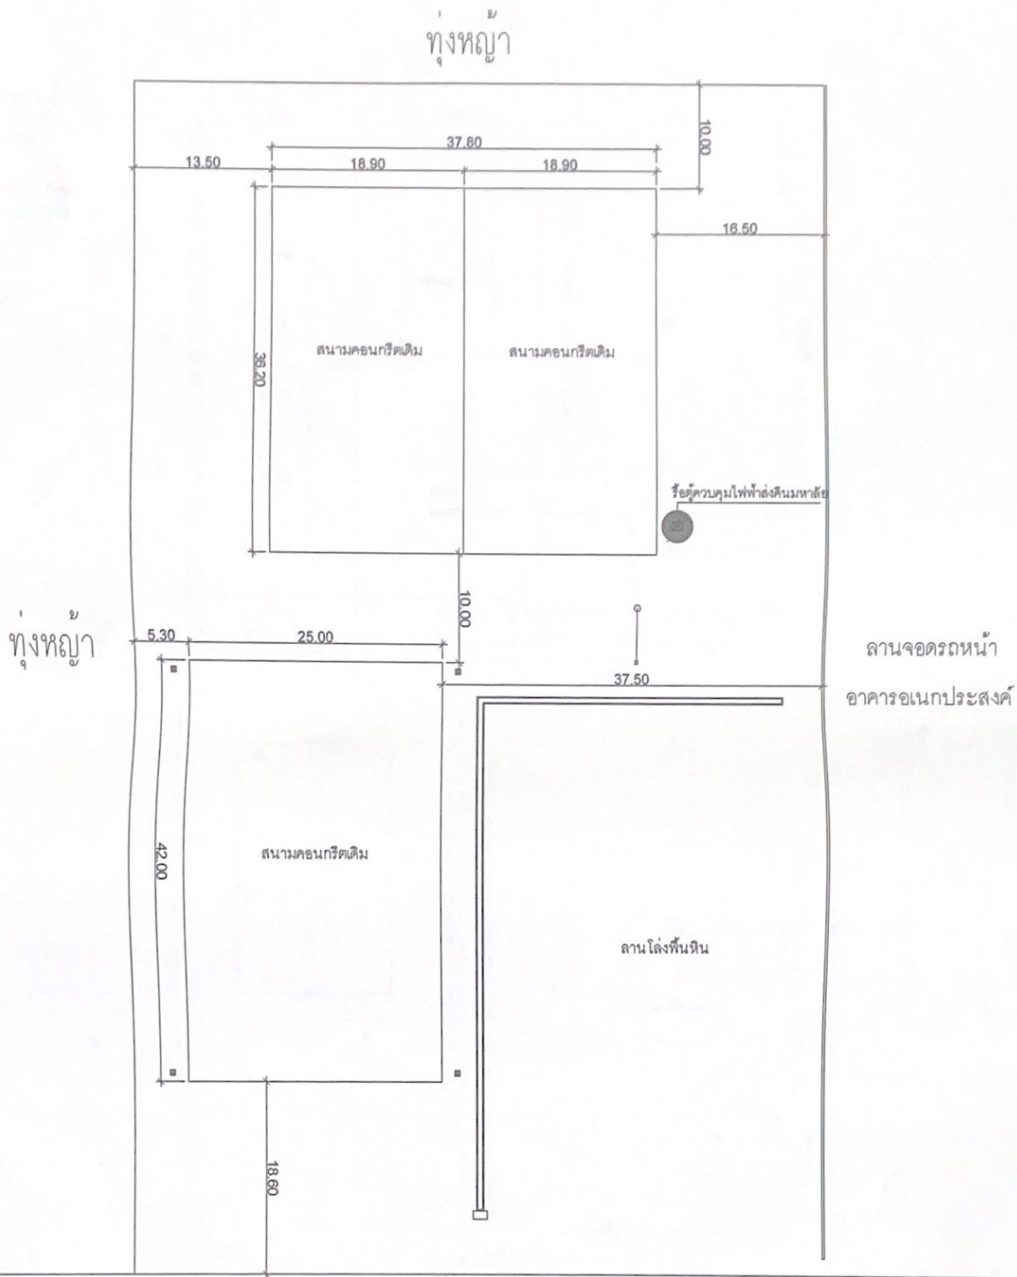 ทุ่งหญ้า
10.00
37.80
13.50
18.90
18.90
16.50
36.20
สนามคอนกรีตเดิม
สนามคอนกรีตเดิม
รื้อตู้ควบคุมไฟฟ้าส่งคืนมหาลัย
10.00
ทุ่งหญ้า
5.30
25.00
ลานจอดรถหน้า
อาคารอเนกประสงค์
37.50
42.00
สนามคอนกรีตเดิม
ลานโล่งพื้นหิน
18.60